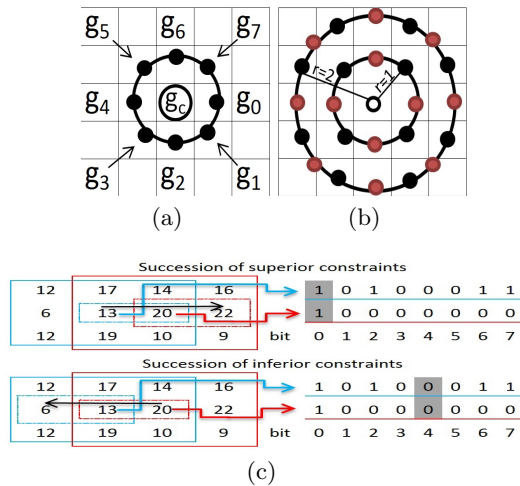 g5 g6 g7
g4 gc g0
g3 g2 g1
r=2 r=1
(a) (b)
Succession of superior constraints
12 17 14 16 1 0 1 0 0 0 1 1
6 13 20 22 1 0 0 0 0 0 0 0
12 19 10 9 bit 0 1 2 3 4 5 6 7
Succession of inferior constraints
12 17 14 16 1 0 1 0 0 0 1 1
6 13 20 22 1 0 0 0 0 0 0 0
12 19 10 9 bit 0 1 2 3 4 5 6 7
(c)